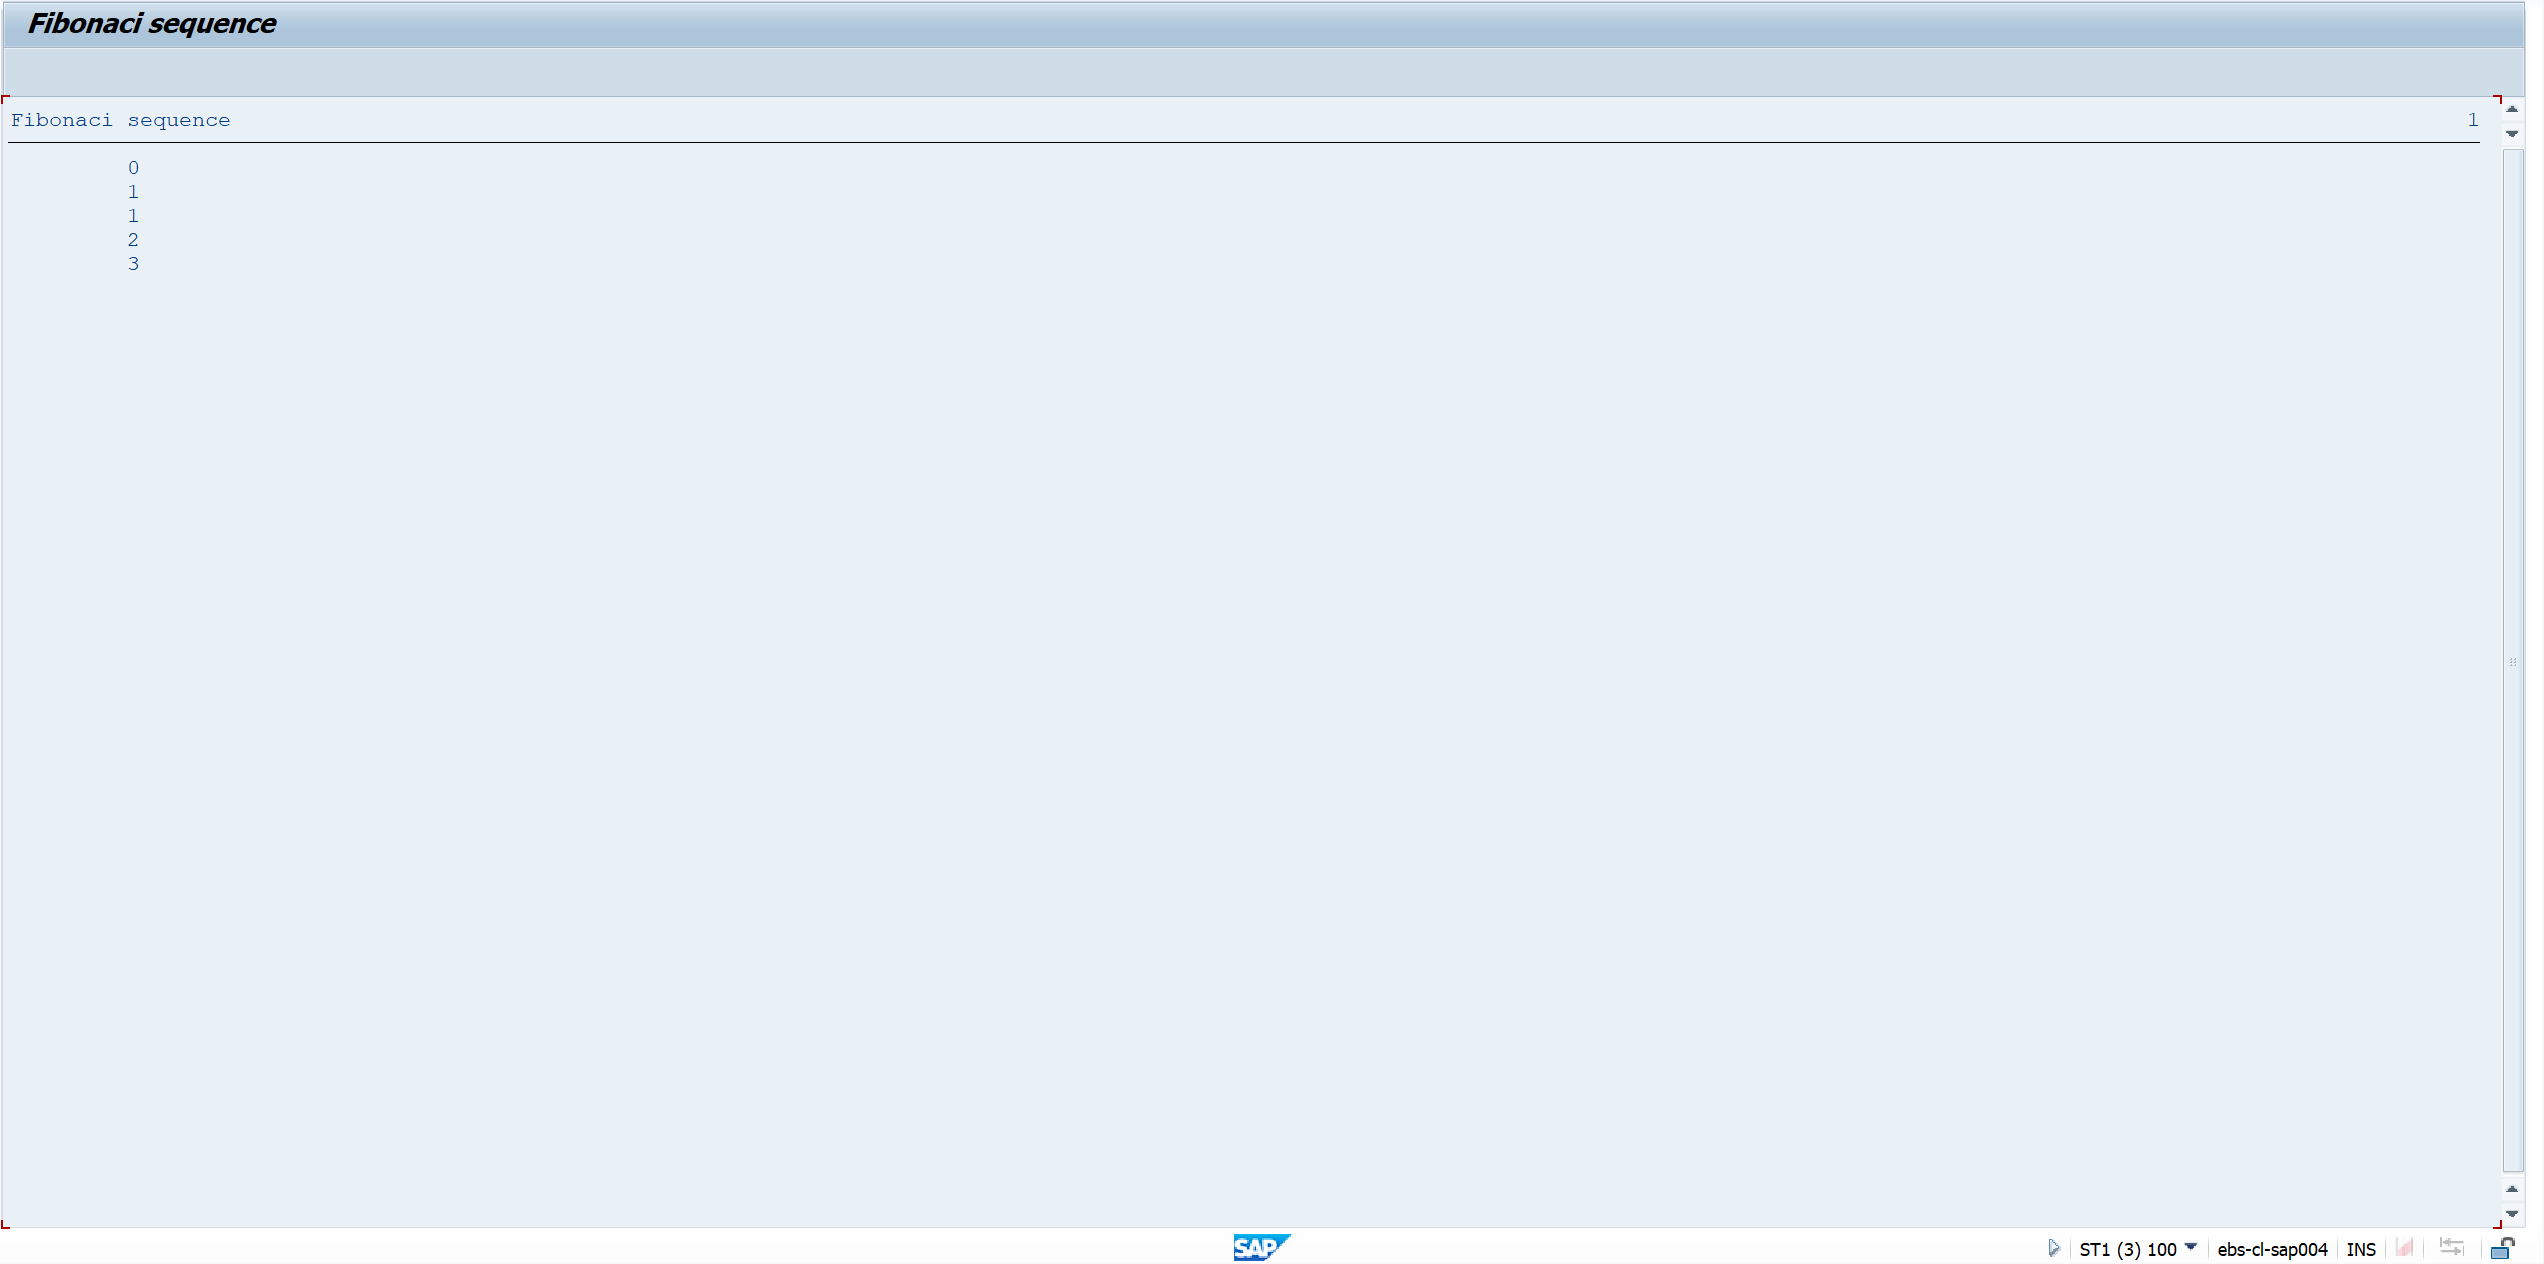 Fibonaci sequence
Fibonaci sequence 1
0
1
1
2
3
SAP ST1 (3) 100 ebs-cl-sap004 INS